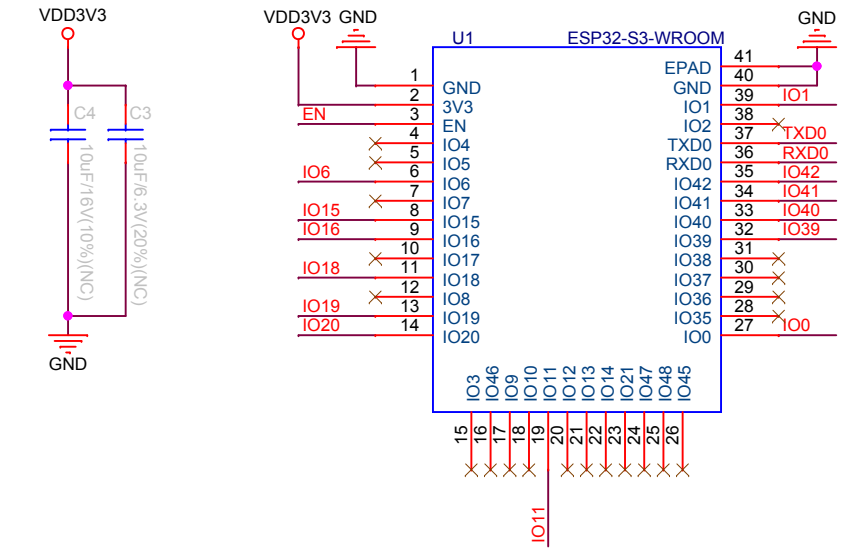 VDD3V3
C4
C3
10uF/16V(10%)(NC)
10uF/6.3V(20%)(NC)
GND
VDD3V3 GND
GND
U1
ESP32-S3-WROOM
1
GND
2
3V3
EN
3
EN
4
IO4
5
IO5
IO6
6
IO6
7
IO7
IO15
8
IO15
IO16
9
IO16
10
IO17
IO18
11
IO18
12
IO8
IO19
13
IO19
IO20
14
IO20
EPAD
41
GND
40
IO1
39
IO1
IO2
38
TXD0
37
TXD0
RXD0
36
RXD0
IO42
35
IO42
IO41
34
IO41
IO40
33
IO40
IO39
32
IO39
IO38
31
IO37
30
IO36
29
IO35
28
IO0
27
IO0
IO3
IO46
IO9
IO10
IO11
IO12
IO13
IO14
IO21
IO47
IO48
IO45
15
16
17
18
19
20
21
22
23
24
25
26
IO11